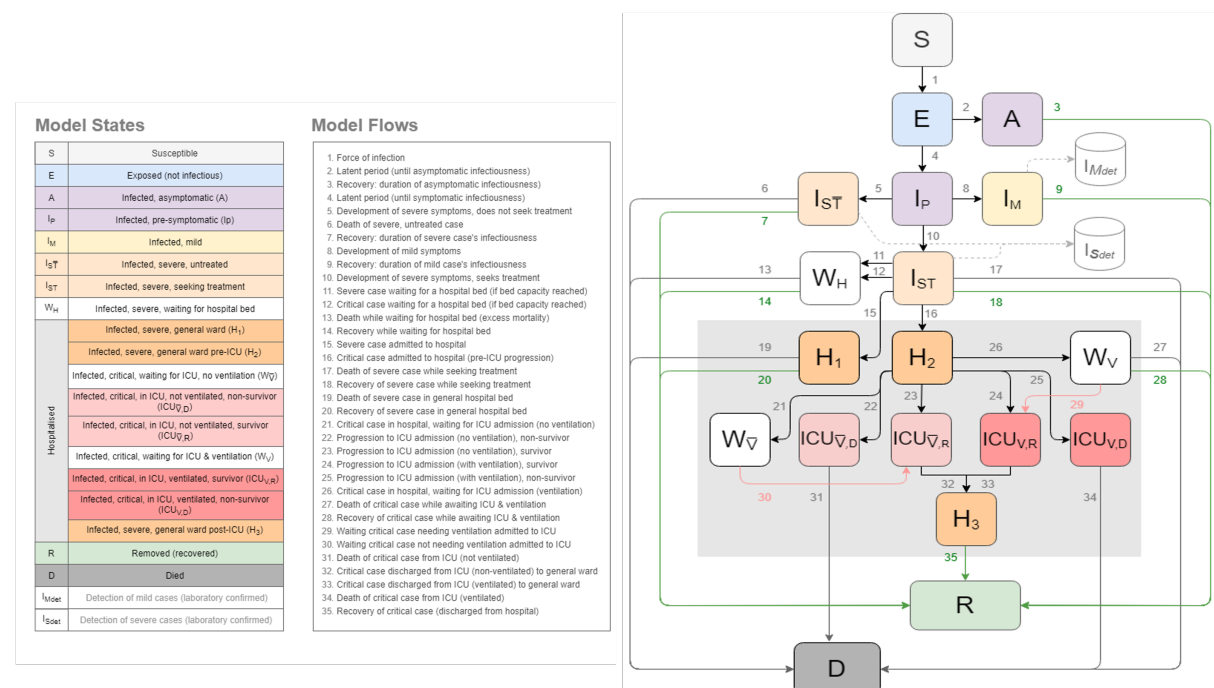 Model States
S Susceptible
E Exposed (not infectious)
A Infected, asymptomatic (A)
IP Infected, pre-symptomatic (Ip)
IM Infected, mild
IST̅ Infected, severe, untreated
IST Infected, severe, seeking treatment
WH Infected, severe, waiting for hospital bed
Hospitalised
Infected, severe, general ward (H1)
Infected, severe, general ward pre-ICU (H2)
Infected, critical, waiting for ICU, no ventilation (WV̅)
Infected, critical, in ICU, not ventilated, non-survivor
(ICUV̅,D)
Infected, critical, in ICU, not ventilated, survivor
(ICUV̅,R)
Infected, critical, waiting for ICU & ventilation (WV)
Infected, critical, in ICU, ventilated, survivor (ICUV,R)
Infected, critical, in ICU, ventilated, non-survivor
(ICUV,D)
Infected, severe, general ward post-ICU (H3)
R Removed (recovered)
D Died
IMdet Detection of mild cases (laboratory confirmed)
ISdet Detection of severe cases (laboratory confirmed)
Model Flows
1. Force of infection
2. Latent period (until asymptomatic infectiousness)
3. Recovery: duration of asymptomatic infectiousness)
4. Latent period (until symptomatic infectiousness)
5. Development of severe symptoms, does not seek treatment
6. Death of severe, untreated case
7. Recovery: duration of severe case's infectiousness
8. Development of mild symptoms
9. Recovery: duration of mild case's infectiousness
10. Development of severe symptoms, seeks treatment
11. Severe case waiting for a hospital bed (if bed capacity reached)
12. Critical case waiting for a hospital bed (if bed capacity reached)
13. Death while waiting for hospital bed (excess mortality)
14. Recovery while waiting for hospital bed
15. Severe case admitted to hospital
16. Critical case admitted to hospital (pre-ICU progression)
17. Death of severe case while seeking treatment
18. Recovery of severe case while seeking treatment
19. Death of severe case in general hospital bed
20. Recovery of severe case in general hospital bed
21. Critical case in hospital, waiting for ICU admission (no ventilation)
22. Progression to ICU admission (no ventilation), non-survivor
23. Progression to ICU admission (no ventilation), survivor
24. Progression to ICU admission (with ventilation), survivor
25. Progression to ICU admission (with ventilation), non-survivor
26. Critical case in hospital, waiting for ICU admission (ventilation)
27. Death of critical case while awaiting ICU & ventilation
28. Recovery of critical case while awaiting ICU & ventilation
29. Waiting critical case needing ventilation admitted to ICU
30. Waiting critical case not needing ventilation admitted to ICU
31. Death of critical case from ICU (not ventilated)
32. Critical case discharged from ICU (non-ventilated) to general ward
33. Critical case discharged from ICU (ventilated) to general ward
34. Death of critical case from ICU (ventilated)
35. Recovery of critical case (discharged from hospital)
S
1
E 2 A 3
4
IMdet
6 IST̅ 5 IP 8 IM 9
7
10
ISdet
13 WH 11 IST 17
12
14 18
15 16
19 H1 H2 26 WV 27
20 28
21 22 23 24 25 29
WV̅ ICUV̅,D ICUV̅,R ICUV,R ICUV,D
30 31 32 33 34
H3
35
R
D